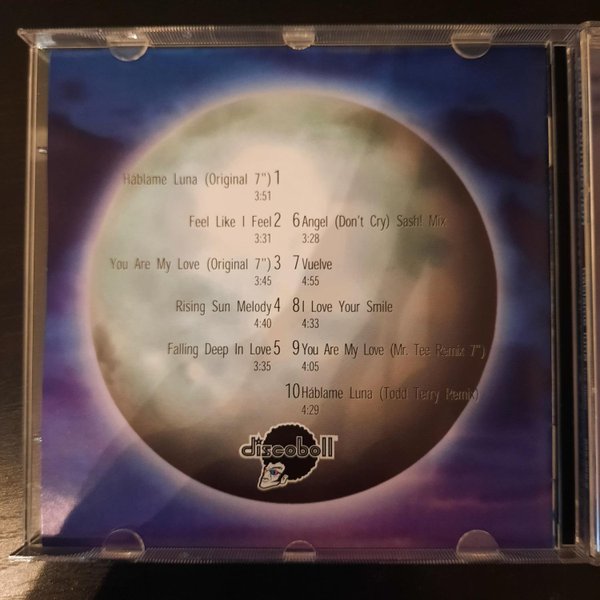 Háblame Luna (Original 7") 1
3:51
Feel Like I Feel 2
3:31
You Are My Love (Original 7") 3
3:45
Rising Sun Melody 4
4:40
Falling Deep In Love 5
3:35
6 Angel (Don't Cry) Sash! Mix
3:28
7 Vuelve
4:55
8 I Love Your Smile
4:33
9 You Are My Love (Mr. Tee Remix 7")
4:05
10 Háblame Luna (Todd Terry Remix)
4:29
discoboll